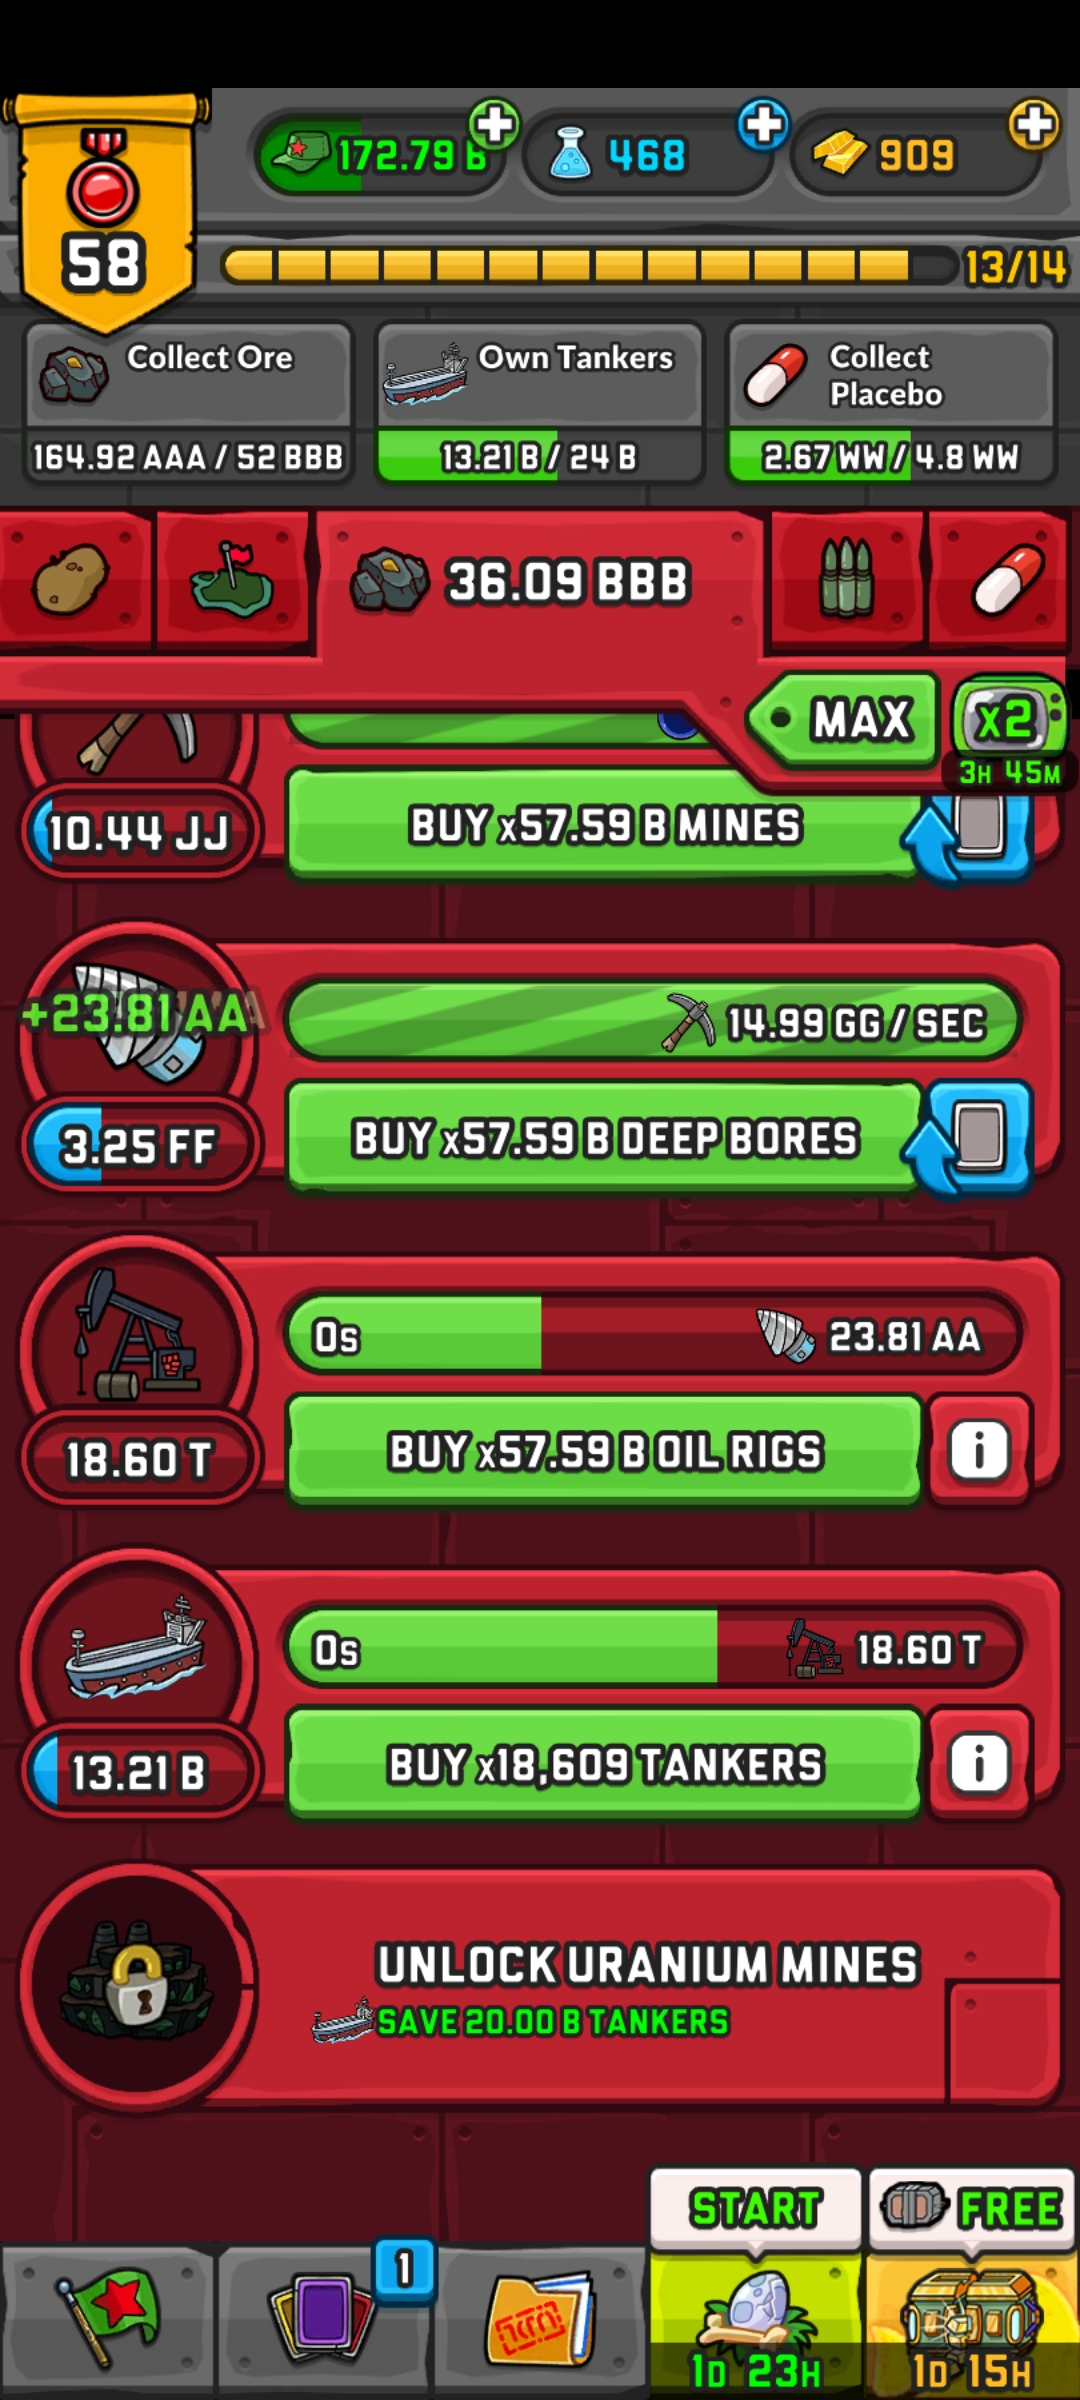 172.79 B
468
909
58
13/14
Collect Ore
Own Tankers
Collect
Placebo
164.92 AAA / 52 BBB
13.21 B / 24 B
2.67 WW / 4.8 WW
36.09 BBB
MAX
x2
3H 45M
10.44 JJ
BUY x57.59 B MINES
+23.81 AA
14.99 GG / SEC
3.25 FF
BUY x57.59 B DEEP BORES
0s
23.81 AA
18.60 T
BUY x57.59 B OIL RIGS
i
0s
18.60 T
13.21 B
BUY x18,609 TANKERS
i
UNLOCK URANIUM MINES
SAVE 20.00 B TANKERS
START
FREE
1
1D 23H
1D 15H